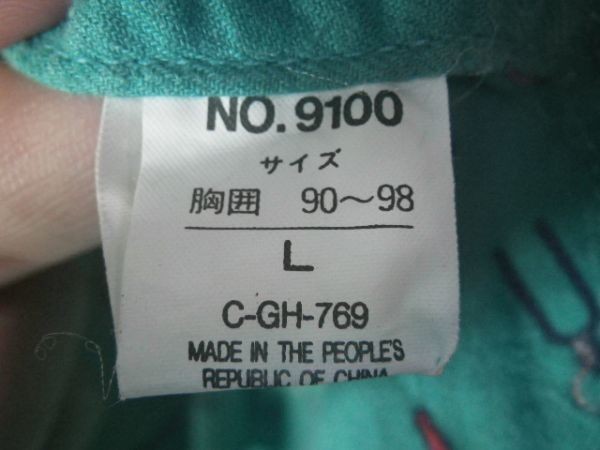 NO.9100
サイズ
胸囲 90～98
L
C-GH-769
MADE IN THE PEOPLE'S
REPUBLIC OF CHINA